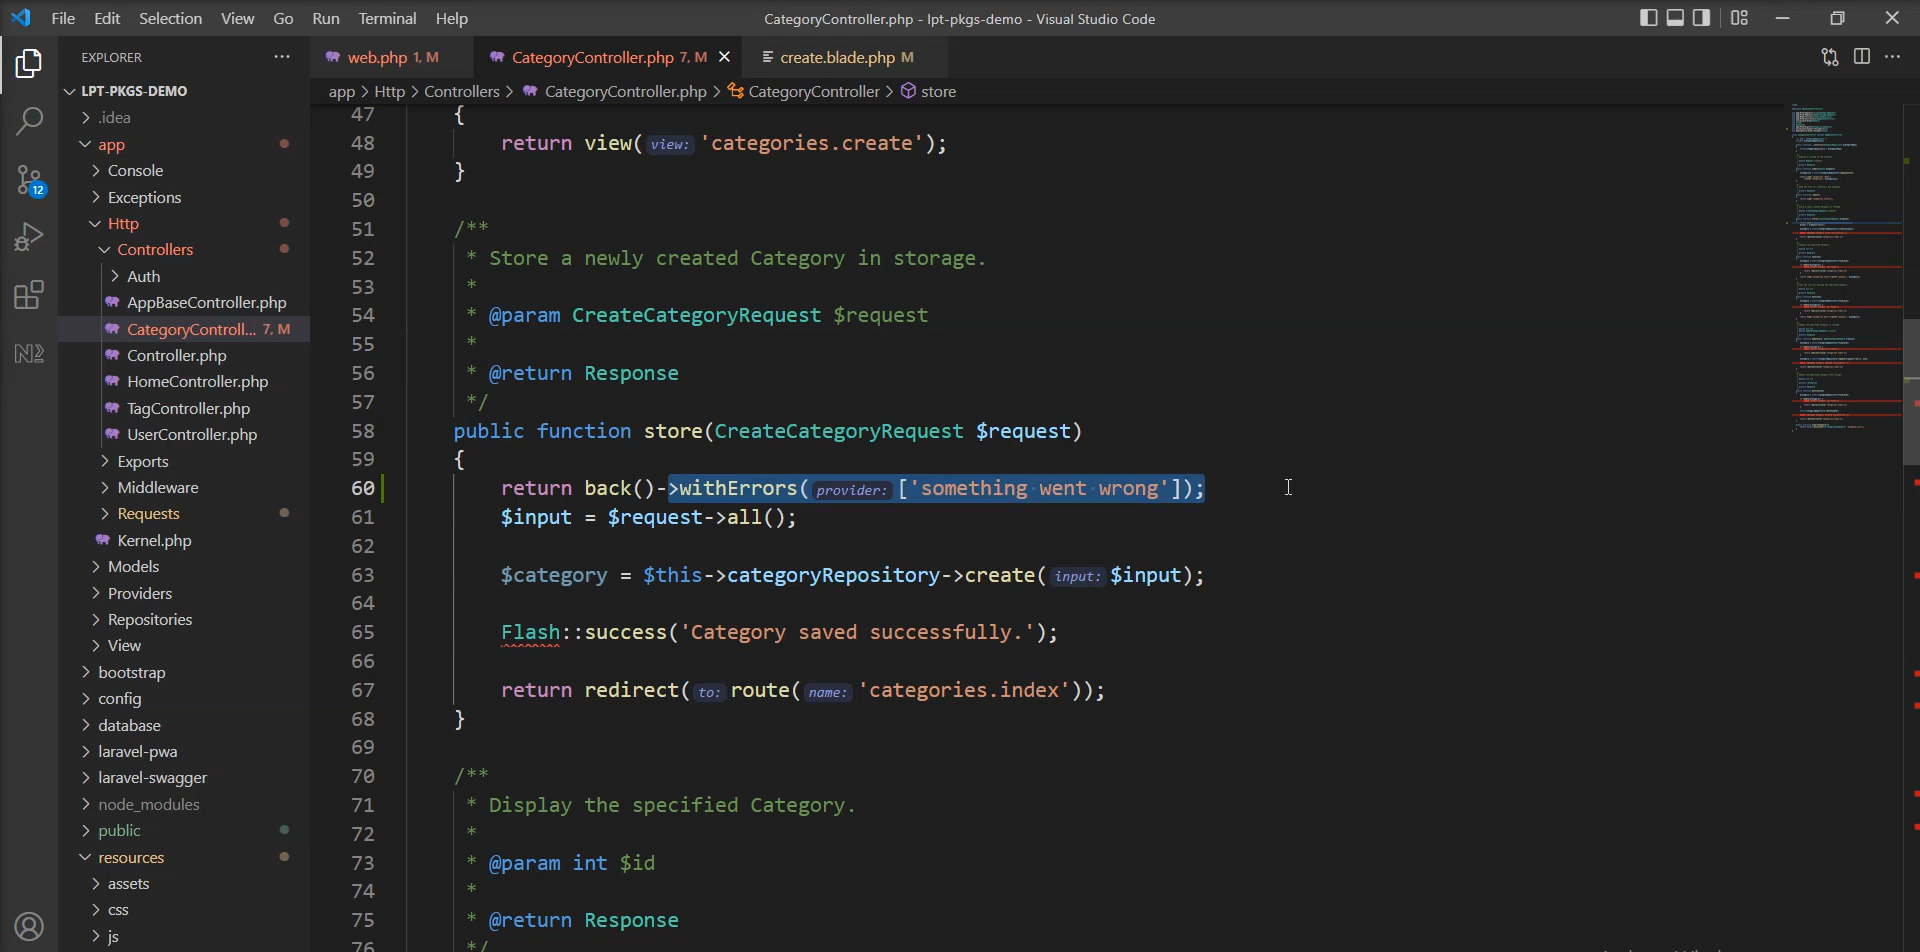 File Edit Selection View Go Run Terminal Help
CategoryController.php - lpt-pkgs-demo - Visual Studio Code
EXPLORER
web.php 1, M
CategoryController.php 7, M
create.blade.php M
LPT-PKGS-DEMO
app > Http > Controllers > CategoryController.php > CategoryController > store
.idea
app
Console
Exceptions
Http
Controllers
Auth
AppBaseController.php
CategoryControll... 7, M
Controller.php
HomeController.php
TagController.php
UserController.php
Exports
Middleware
Requests
Kernel.php
Models
Providers
Repositories
View
bootstrap
config
database
laravel-pwa
laravel-swagger
node_modules
public
resources
assets
css
js
12
47 {
48 return view(view: 'categories.create');
49 }
50
51 /**
52 * Store a newly created Category in storage.
53 *
54 * @param CreateCategoryRequest $request
55 *
56 * @return Response
57 */
58 public function store(CreateCategoryRequest $request)
59 {
60 return back()->withErrors(provider: ['something went wrong']);
61 $input = $request->all();
62
63 $category = $this->categoryRepository->create(input: $input);
64
65 Flash::success('Category saved successfully.');
66
67 return redirect(to: route(name: 'categories.index'));
68 }
69
70 /**
71 * Display the specified Category.
72 *
73 * @param int $id
74 *
75 * @return Response
76 */